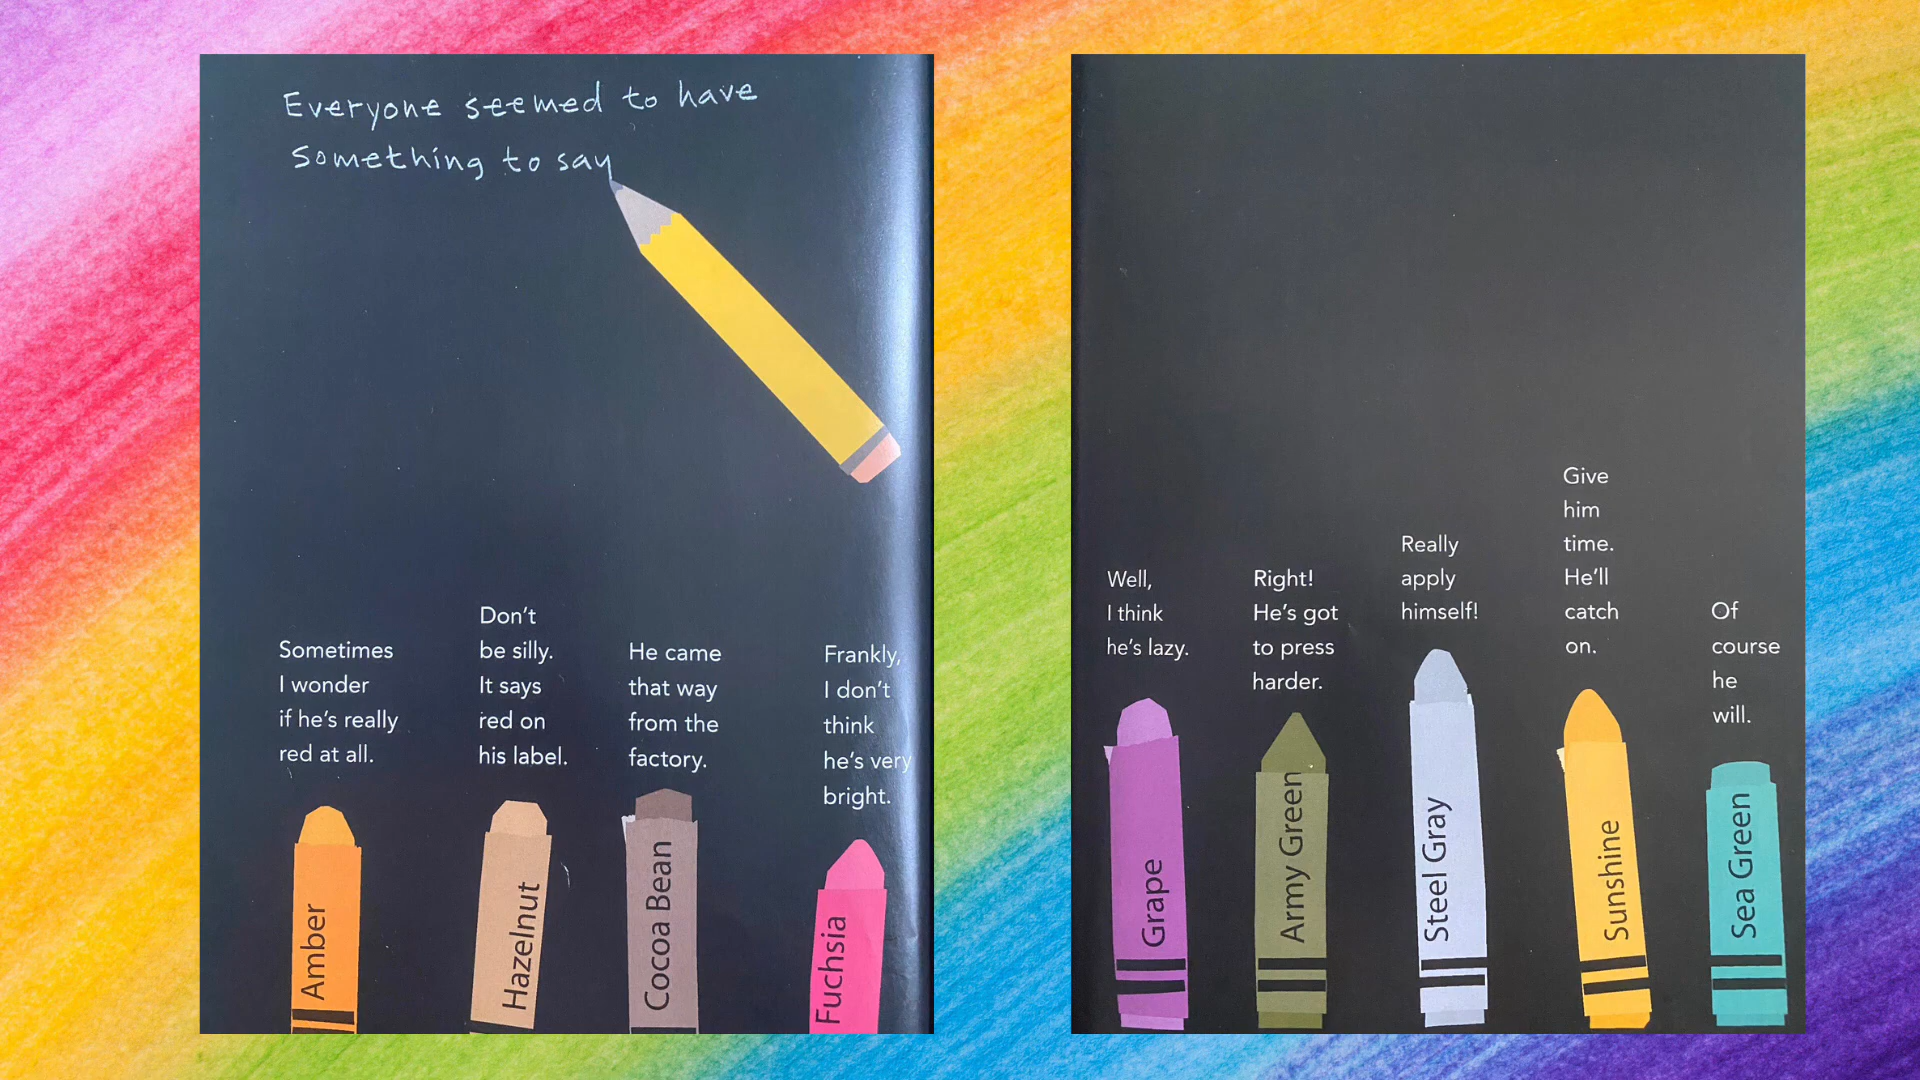 Everyone seemed to have
something to say
Sometimes
I wonder
if he's really
red at all.
Don't
be silly.
It says
red on
his label.
He came
that way
from the
factory.
Frankly,
I don't
think
he's very
bright.
Amber
Hazelnut
Cocoa Bean
Fuchsia
Well,
I think
he's lazy.
Right!
He's got
to press
harder.
Really
apply
himself!
Give
him
time.
He'll
catch
on.
Of
course
he
will.
Grape
Army Green
Steel Gray
Sunshine
Sea Green